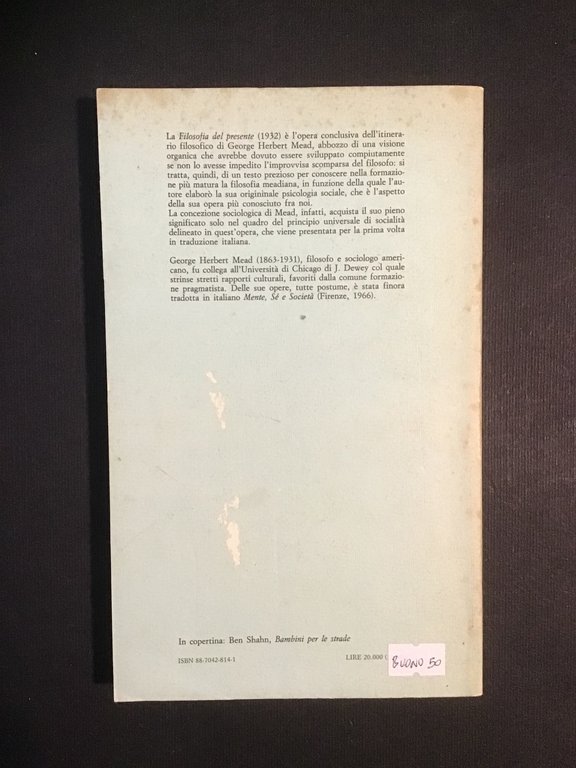 La Filosofia del presente (1932) è l'opera conclusiva dell'itinera-
rio filosofico di George Herbert Mead, abbozzo di una visione
organica che avrebbe dovuto essere sviluppato compiutamente
se non lo avesse impedito l'improvvisa scomparsa del filosofo: si
tratta, quindi, di un testo prezioso per conoscere nella formazio-
ne più matura la filosofia meadiana, in funzione della quale l'au-
tore elaborò la sua origininale psicologia sociale, che è l'aspetto
della sua opera più conosciuto fra noi.
La concezione sociologica di Mead, infatti, acquista il suo pieno
significato solo nel quadro del principio universale di socialità
delineato in quest'opera, che viene presentata per la prima volta
in traduzione italiana.
George Herbert Mead (1863-1931), filosofo e sociologo ameri-
cano, fu collega all'Università di Chicago di J. Dewey col quale
strinse stretti rapporti culturali, favoriti dalla comune formazio-
ne pragmatista. Delle sue opere, tutte postume, è stata finora
tradotta in italiano Mente, Sé e Società (Firenze, 1966).
In copertina: Ben Shahn, Bambini per le strade
ISBN 88-7042-814-1
LIRE 20.000 (
BUONO 50